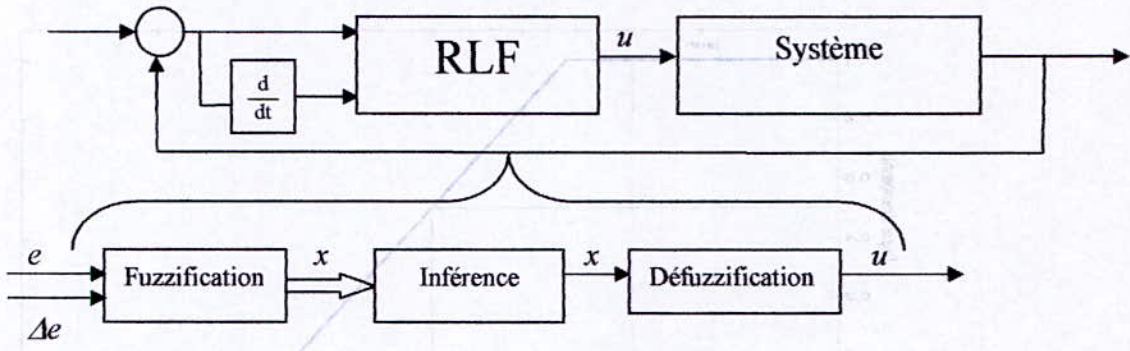 RLF
u
Système
d
dt
e
Fuzzification
x
Inférence
x
Défuzzification
u
Δe